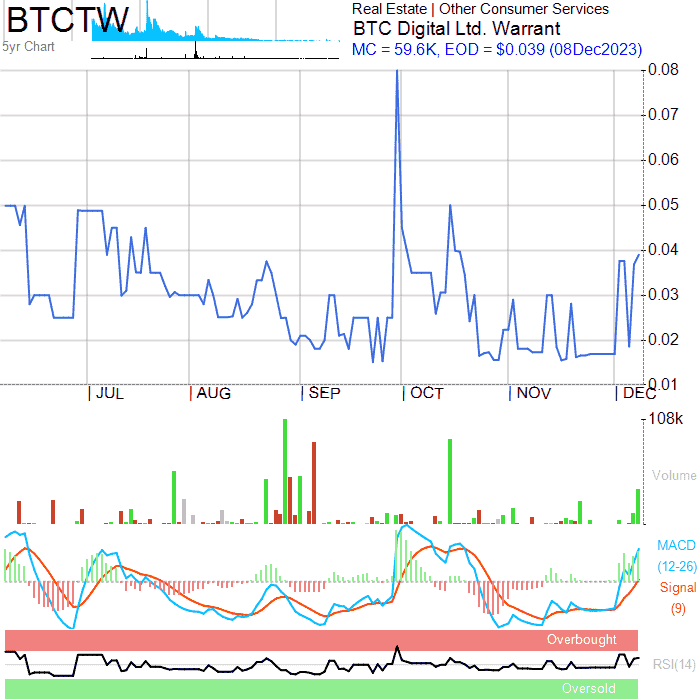 BTCTW
5yr Chart
Real Estate | Other Consumer Services
BTC Digital Ltd. Warrant
MC = 59.6K, EOD = $0.039 (08Dec2023)
0.08
0.07
0.06
0.05
0.04
0.03
0.02
0.01
JUL AUG SEP OCT NOV DEC
108k
Volume
MACD
(12-26)
Signal
(9)
Overbought
RSI(14)
Oversold